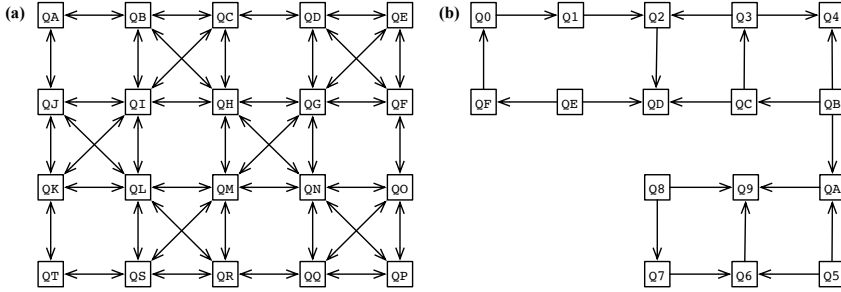 (a) QA QB QC QD QE
QJ QI QH QG QF
QK QL QM QN QO
QT QS QR QQ QP
(b) Q0 Q1 Q2 Q3 Q4
QF QE QD QC QB
Q8 Q9 QA
Q7 Q6 Q5